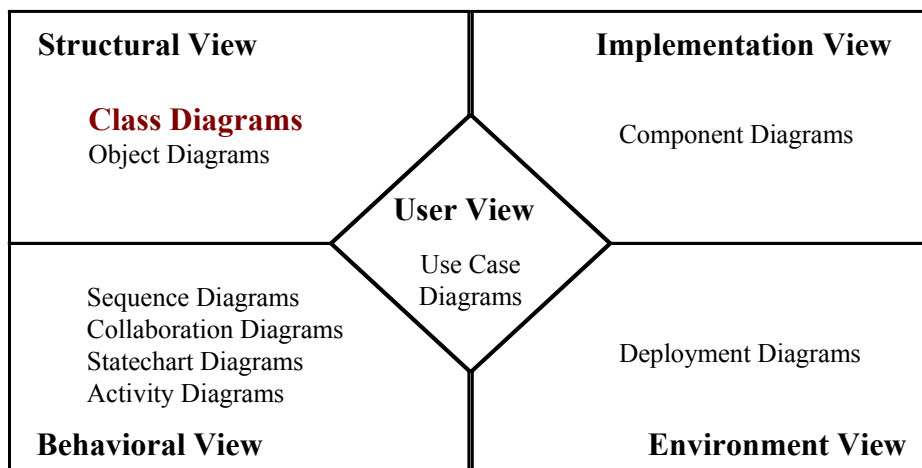 Structural View
Class Diagrams
Object Diagrams
Implementation View
Component Diagrams
User View
Use Case
Diagrams
Sequence Diagrams
Collaboration Diagrams
Statechart Diagrams
Activity Diagrams
Behavioral View
Deployment Diagrams
Environment View